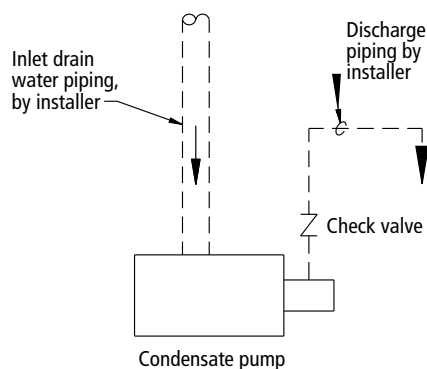 Inlet drain
water piping,
by installer
Discharge
piping by
installer
Check valve
Condensate pump